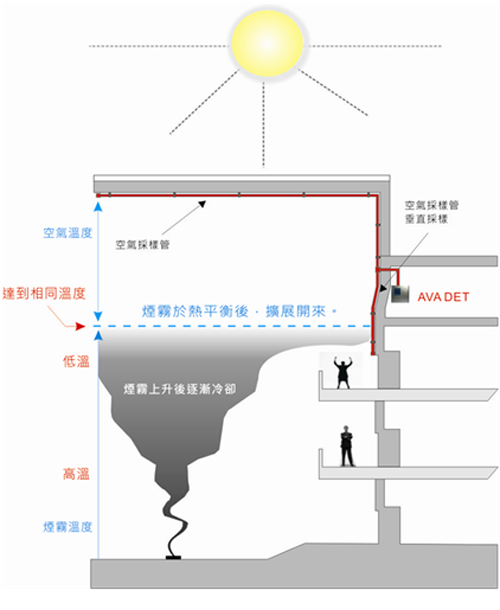 空氣採樣管
垂直採樣
空氣溫度
空氣採樣管
達到相同溫度
AVA DET
煙霧於熱平衡後，擴展開來。
低溫
煙霧上升後逐漸冷卻
高溫
煙霧溫度